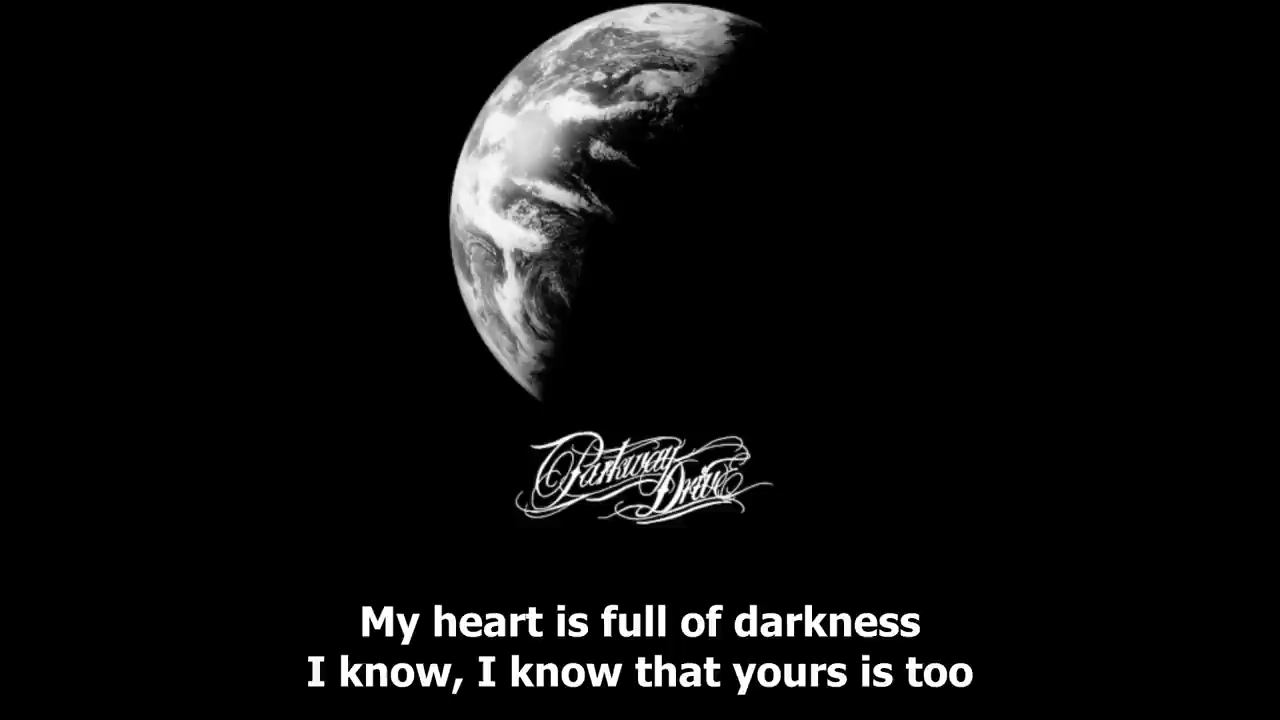 Parkway
Drive
My heart is full of darkness
I know, I know that yours is too